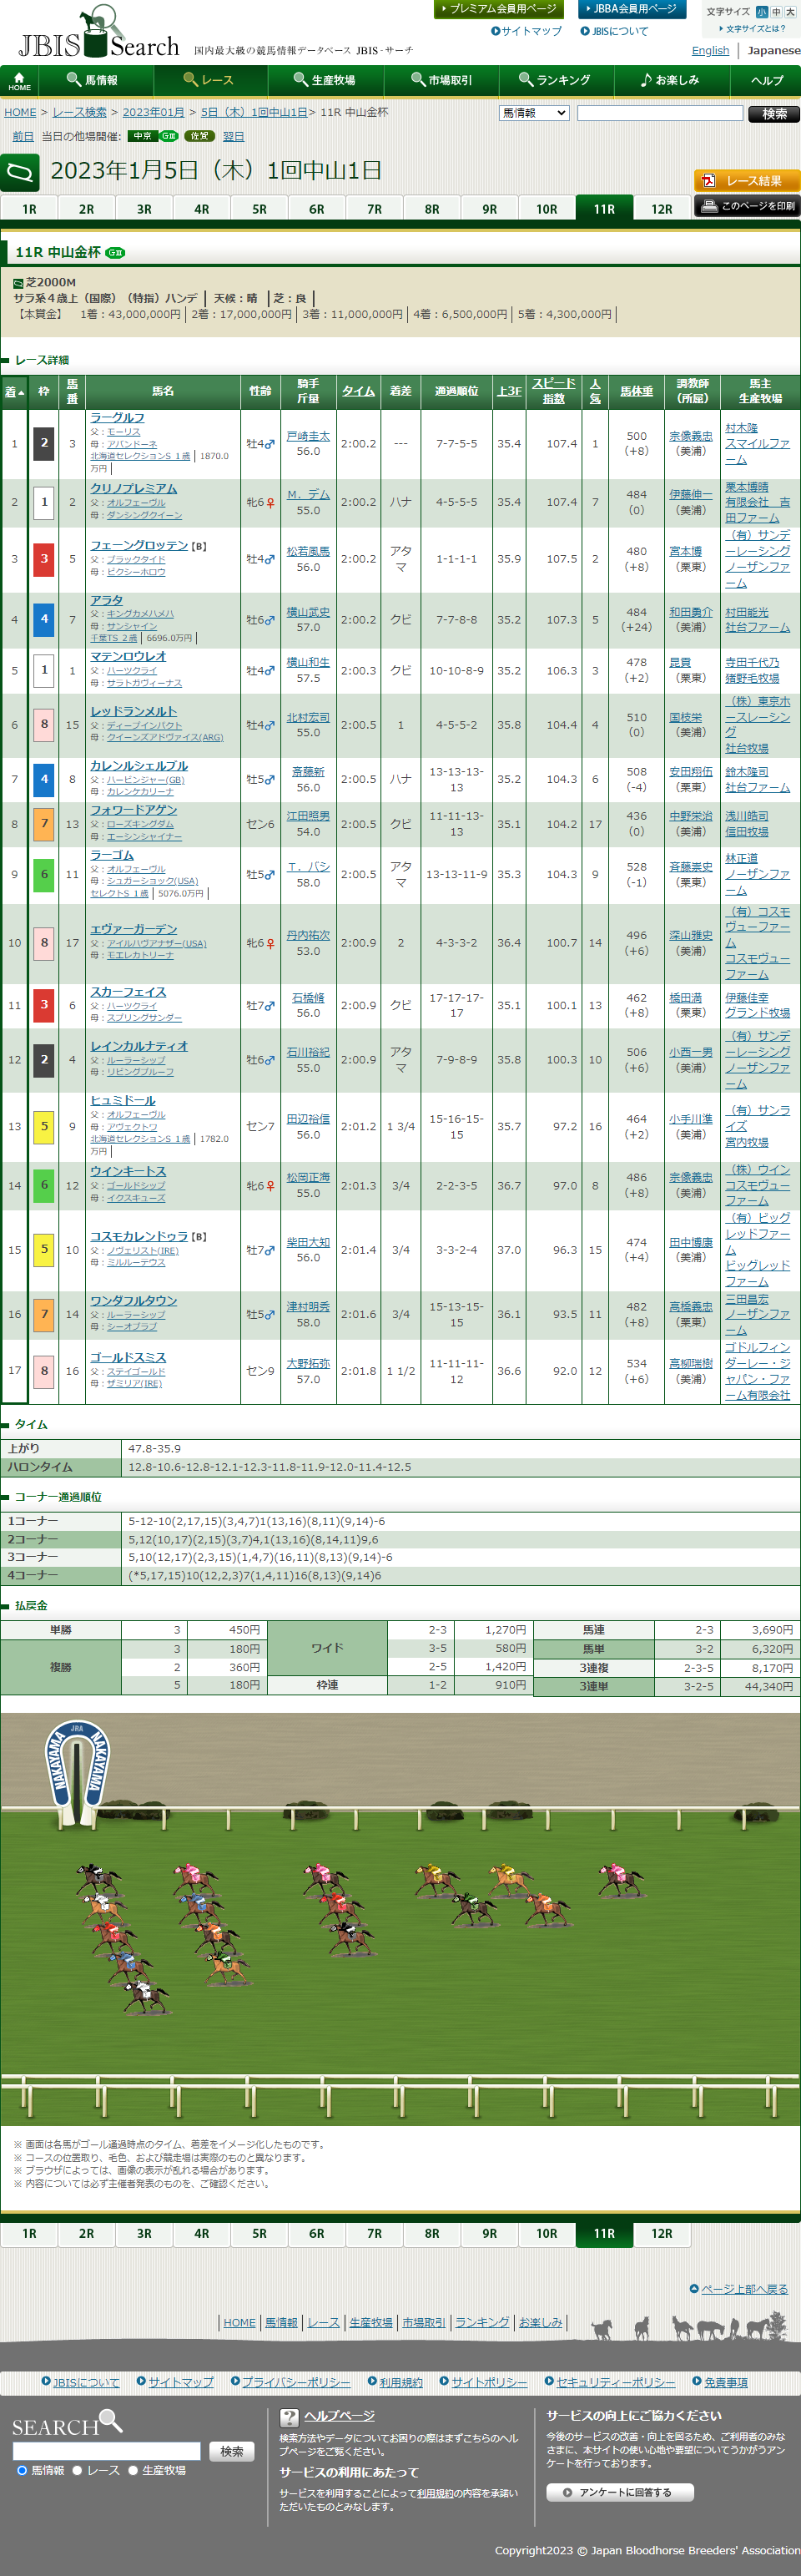 プレミアム会員用ページ
JBBA会員用ページ
文字サイズ 小 中 大
サイトマップ
JBISについて
文字サイズとは?
JBIS Search
国内最大級の競馬情報データベース JBIS-サーチ
English
Japanese
HOME
馬情報
レース
生産牧場
市場取引
ランキング
お楽しみ
ヘルプ
HOME > レース検索 > 2023年01月 > 5日（木）1回中山1日> 11R 中山金杯
馬情報
検索
前日 当日の他場開催: 中京 GⅢ 佐賀 翌日
2023年1月5日（木）1回中山1日
レース結果
1R 2R 3R 4R 5R 6R 7R 8R 9R 10R 11R 12R
このページを印刷
11R 中山金杯 GⅢ
芝2000M
サラ系４歳上（国際）（特指）ハンデ | 天候：晴 | 芝：良 |
【本賞金】 1着：43,000,000円 | 2着：17,000,000円 | 3着：11,000,000円 | 4着：6,500,000円 | 5着：4,300,000円 |
レース詳細
着 枠 馬番 馬名 性齢 騎手 斤量 タイム 着差 通過順位 上3F スピード指数 人気 馬体重 調教師（所属） 馬主 生産牧場
1 2 3 ラーグルフ 父：モーリス 母：アバンドーネ 北海道セレクションS １歳 | 1870.0万円 | 牡4♂ 戸崎圭太 56.0 2:00.2 --- 7-7-5-5 35.4 107.4 1 500 (+8) 宗像義忠 （美浦） 村木隆 スマイルファーム
2 1 2 クリノプレミアム 父：オルフェーヴル 母：ダンシングクイーン 牝6♀ Ｍ．デム 55.0 2:00.2 ハナ 4-5-5-5 35.4 107.4 7 484 (0) 伊藤伸一 （美浦） 栗本博晴 有限会社 吉田ファーム
3 3 5 フェーングロッテン 【B】 父：ブラックタイド 母：ピクシーホロウ 牡4♂ 松若風馬 56.0 2:00.2 アタマ 1-1-1-1 35.9 107.5 2 480 (+8) 宮本博 （栗東） （有）サンデーレーシング ノーザンファーム
4 4 7 アラタ 父：キングカメハメハ 母：サンシャイン 千葉TS ２歳 | 6696.0万円 | 牡6♂ 横山武史 57.0 2:00.2 クビ 7-7-8-8 35.2 107.3 5 484 (+24) 和田勇介 （美浦） 村田能光 社台ファーム
5 1 1 マテンロウレオ 父：ハーツクライ 母：サラトガヴィーナス 牡4♂ 横山和生 57.5 2:00.3 クビ 10-10-8-9 35.2 106.3 3 478 (+2) 昆貢 （栗東） 寺田千代乃 猪野毛牧場
6 8 15 レッドランメルト 父：ディープインパクト 母：クイーンズアドヴァイス(ARG) 牡4♂ 北村宏司 55.0 2:00.5 1 4-5-5-2 35.8 104.4 4 510 (0) 国枝栄 （美浦） （株）東京ホースレーシング 社台牧場
7 4 8 カレンルシェルブル 父：ハービンジャー(GB) 母：カレンケカリーナ 牡5♂ 斎藤新 56.0 2:00.5 ハナ 13-13-13-13 35.2 104.3 6 508 (-4) 安田翔伍 （栗東） 鈴木隆司 社台ファーム
8 7 13 フォワードアゲン 父：ローズキングダム 母：エーシンシャイナー セン6 江田照男 54.0 2:00.5 クビ 11-11-13-13 35.1 104.2 17 436 (0) 中野栄治 （美浦） 浅川皓司 信田牧場
9 6 11 ラーゴム 父：オルフェーヴル 母：シュガーショック(USA) セレクトS １歳 | 5076.0万円 | 牡5♂ Ｔ．バシ 58.0 2:00.5 アタマ 13-13-11-9 35.3 104.3 9 528 (-1) 斉藤崇史 （栗東） 林正道 ノーザンファーム
10 8 17 エヴァーガーデン 父：アイルハヴアナザー(USA) 母：モエレカトリーナ 牝6♀ 丹内祐次 53.0 2:00.9 2 4-3-3-2 36.4 100.7 14 496 (+6) 深山雅史 （美浦） （有）コスモヴューファーム コスモヴューファーム
11 3 6 スカーフェイス 父：ハーツクライ 母：スプリングサンダー 牡7♂ 石橋脩 56.0 2:00.9 クビ 17-17-17-17 35.1 100.1 13 462 (+8) 橋田満 （栗東） 伊藤佳幸 グランド牧場
12 2 4 レインカルナティオ 父：ルーラーシップ 母：リビングプルーフ 牡6♂ 石川裕紀 55.0 2:00.9 アタマ 7-9-8-9 35.8 100.3 10 506 (+6) 小西一男 （美浦） （有）サンデーレーシング ノーザンファーム
13 5 9 ヒュミドール 父：オルフェーヴル 母：アヴェクトワ 北海道セレクションS １歳 | 1782.0万円 | セン7 田辺裕信 56.0 2:01.2 1 3/4 15-16-15-15 35.7 97.2 16 464 (+2) 小手川準 （美浦） （有）サンライズ 宮内牧場
14 6 12 ウインキートス 父：ゴールドシップ 母：イクスキューズ 牝6♀ 松岡正海 55.0 2:01.3 3/4 2-2-3-5 36.7 97.0 8 486 (+8) 宗像義忠 （美浦） （株）ウイン コスモヴューファーム
15 5 10 コスモカレンドゥラ 【B】 父：ノヴェリスト(IRE) 母：ミルルーテウス 牡7♂ 柴田大知 56.0 2:01.4 3/4 3-3-2-4 37.0 96.3 15 474 (+4) 田中博康 （美浦） （有）ビッグレッドファーム ビッグレッドファーム
16 7 14 ワンダフルタウン 父：ルーラーシップ 母：シーオブラブ 牡5♂ 津村明秀 58.0 2:01.6 3/4 15-13-15-15 36.1 93.5 11 482 (+8) 高橋義忠 （栗東） 三田昌宏 ノーザンファーム
17 8 16 ゴールドスミス 父：ステイゴールド 母：ザミリア(IRE) セン9 大野拓弥 57.0 2:01.8 1 1/2 11-11-11-12 36.6 92.0 12 534 (+6) 高柳瑞樹 （美浦） ゴドルフィン ダーレー・ジャパン・ファーム有限会社
タイム
上がり 47.8-35.9
ハロンタイム 12.8-10.6-12.8-12.1-12.3-11.8-11.9-12.0-11.4-12.5
コーナー通過順位
1コーナー 5-12-10(2,17,15)(3,4,7)1(13,16)(8,11)(9,14)-6
2コーナー 5,12(10,17)(2,15)(3,7)4,1(13,16)(8,14,11)9,6
3コーナー 5,10(12,17)(2,3,15)(1,4,7)(16,11)(8,13)(9,14)-6
4コーナー (*5,17,15)10(12,2,3)7(1,4,11)16(8,13)(9,14)6
払戻金
単勝 3 450円
複勝 3 180円
2 360円
5 180円
ワイド 2-3 1,270円
3-5 580円
2-5 1,420円
枠連 1-2 910円
馬連 2-3 3,690円
馬単 3-2 6,320円
3連複 2-3-5 8,170円
3連単 3-2-5 44,340円
JRA
NAKAYAMA
NAKAYAMA
※ 画面は各馬がゴール通過時点のタイム、着差をイメージ化したものです。
※ コースの位置取り、毛色、および競走場は実際のものと異なります。
※ ブラウザによっては、画像の表示が乱れる場合があります。
※ 内容については必ず主催者発表のものを、ご確認ください。
1R 2R 3R 4R 5R 6R 7R 8R 9R 10R 11R 12R
ページ上部へ戻る
HOME | 馬情報 | レース | 生産牧場 | 市場取引 | ランキング | お楽しみ |
JBISについて サイトマップ プライバシーポリシー 利用規約 サイトポリシー セキュリティーポリシー 免責事項
SEARCH
検索
馬情報 レース 生産牧場
? ヘルプページ
検索方法やデータについてお困りの際はまずこちらのヘルプページをご覧ください。
サービスの利用にあたって
サービスを利用することによって利用規約の内容を承諾いただいたものとみなします。
サービスの向上にご協力ください
今後のサービスの改善・向上を図るため、ご利用者のみなさまに、本サイトの使い心地や要望についてうかがうアンケートを行っております。
アンケートに回答する
Copyright2023 © Japan Bloodhorse Breeders' Association